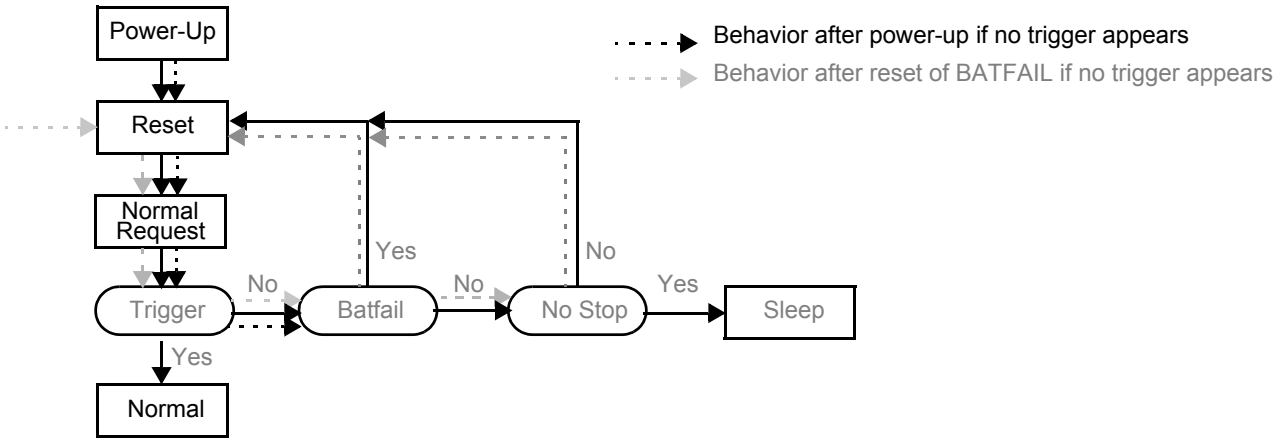 Power-Up
Behavior after power-up if no trigger appears
Behavior after reset of BATFAIL if no trigger appears
Reset
Normal
Request
Yes
No
No
No
Yes
Trigger
Batfail
No Stop
Sleep
Yes
Normal